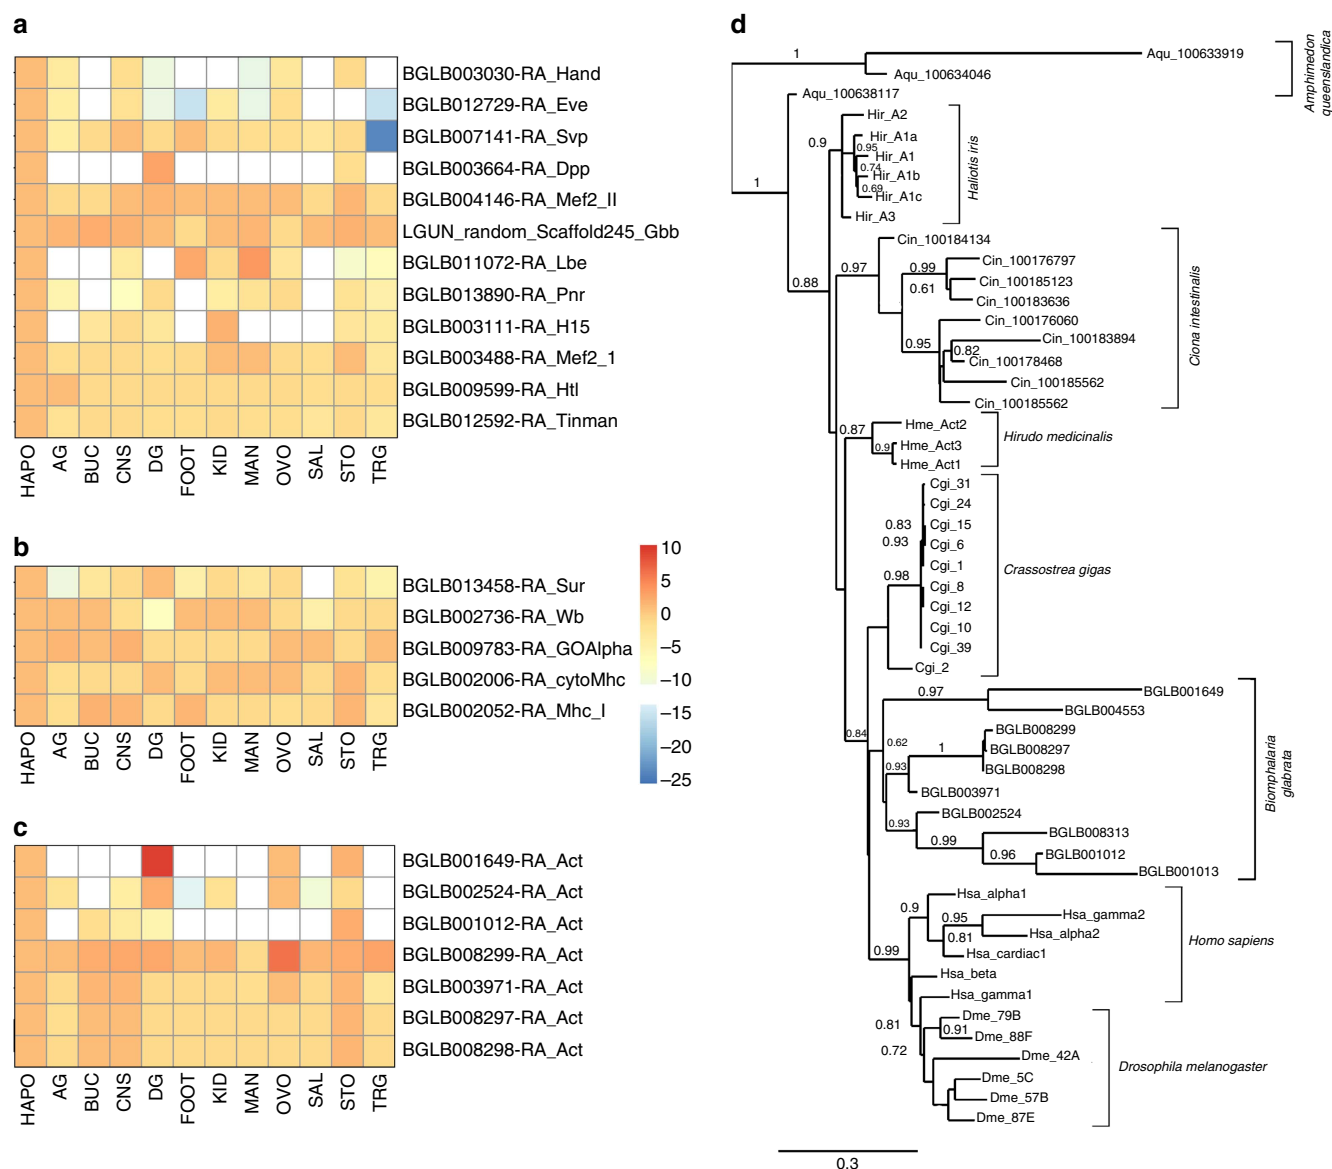 a
BGLB003030-RA_Hand
BGLB012729-RA_Eve
BGLB007141-RA_Svp
BGLB003664-RA_Dpp
BGLB004146-RA_Mef2_II
LGUN_random_Scaffold245_Gbb
BGLB011072-RA_Lbe
BGLB013890-RA_Pnr
BGLB003111-RA_H15
BGLB003488-RA_Mef2_1
BGLB009599-RA_Htl
BGLB012592-RA_Tinman
HAPO AG BUC CNS DG FOOT KID MAN OVO SAL STO TRG
b
BGLB013458-RA_Sur
BGLB002736-RA_Wb
BGLB009783-RA_GOAlpha
BGLB002006-RA_cytoMhc
BGLB002052-RA_Mhc_I
HAPO AG BUC CNS DG FOOT KID MAN OVO SAL STO TRG
10
5
0
−5
−10
−15
−20
−25
c
BGLB001649-RA_Act
BGLB002524-RA_Act
BGLB001012-RA_Act
BGLB008299-RA_Act
BGLB003971-RA_Act
BGLB008297-RA_Act
BGLB008298-RA_Act
HAPO AG BUC CNS DG FOOT KID MAN OVO SAL STO TRG
d
1
Aqu_100633919
Aqu_100634046
Aqu_100638117
Amphimedon
queenslandica
1
Hir_A2
0.9
Hir_A1a
0.95
Hir_A1
0.74
Hir_A1b
0.69
Hir_A1c
Hir_A3
Haliotis iris
0.88
Cin_100184134
0.97
0.99
Cin_100176797
Cin_100185123
0.61
Cin_100183636
Cin_100176060
0.95
Cin_100183894
0.82
Cin_100178468
Cin_100185562
Cin_100185562
Ciona intestinalis
0.87
Hme_Act2
0.9
Hme_Act3
Hme_Act1
Hirudo medicinalis
Cgi_31
Cgi_24
0.83
Cgi_15
0.93
Cgi_6
Cgi_1
0.98
Cgi_8
Cgi_12
Cgi_10
Cgi_39
Cgi_2
Crassostrea gigas
0.84
0.97
BGLB001649
BGLB004553
0.62
BGLB008299
1
BGLB008297
0.93
BGLB008298
BGLB003971
BGLB002524
0.93
BGLB008313
0.99
0.96
BGLB001012
BGLB001013
Biomphalaria
glabrata
0.99
Hsa_alpha1
0.9
0.95
Hsa_gamma2
0.81
Hsa_alpha2
Hsa_cardiac1
Hsa_beta
Hsa_gamma1
Homo sapiens
0.81
Dme_79B
0.91
Dme_88F
0.72
Dme_42A
Dme_5C
Dme_57B
Dme_87E
Drosophila melanogaster
0.3